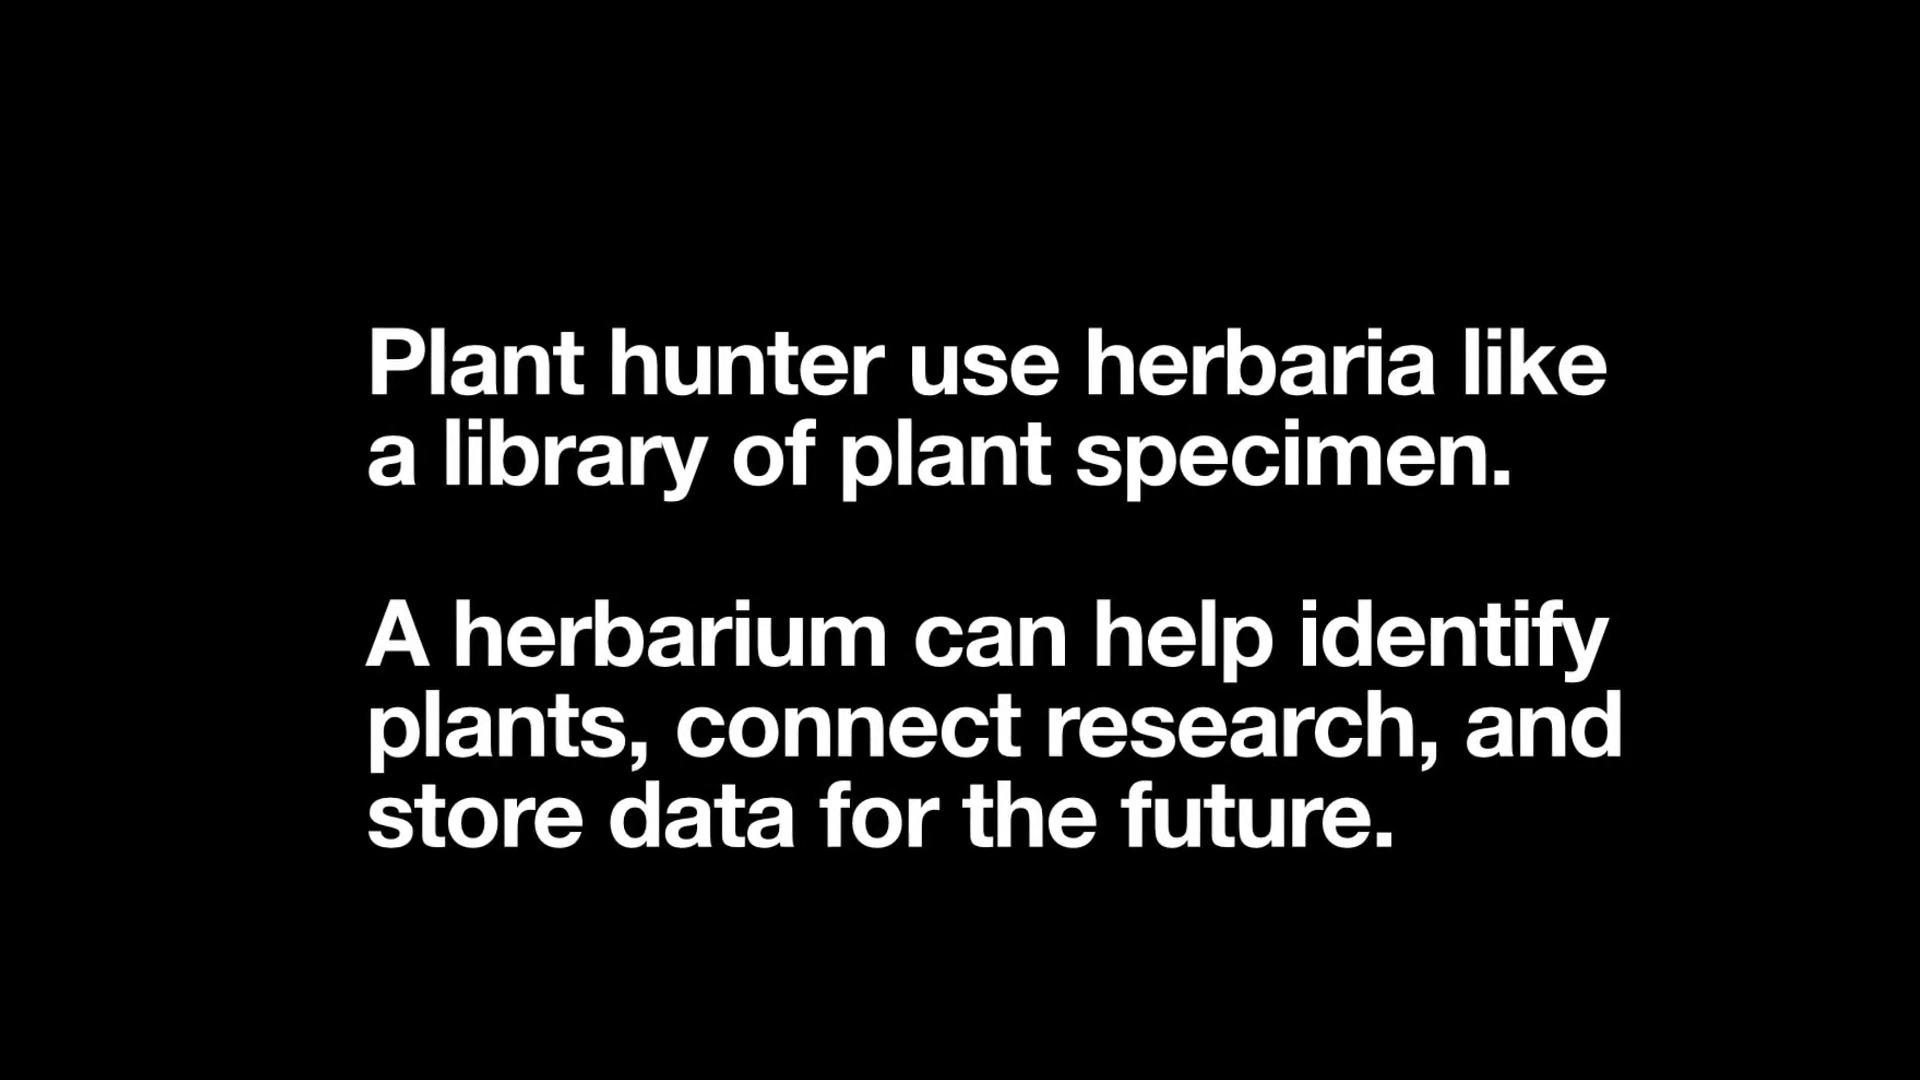 Plant hunter use herbaria like
a library of plant specimen.
A herbarium can help identify
plants, connect research, and
store data for the future.